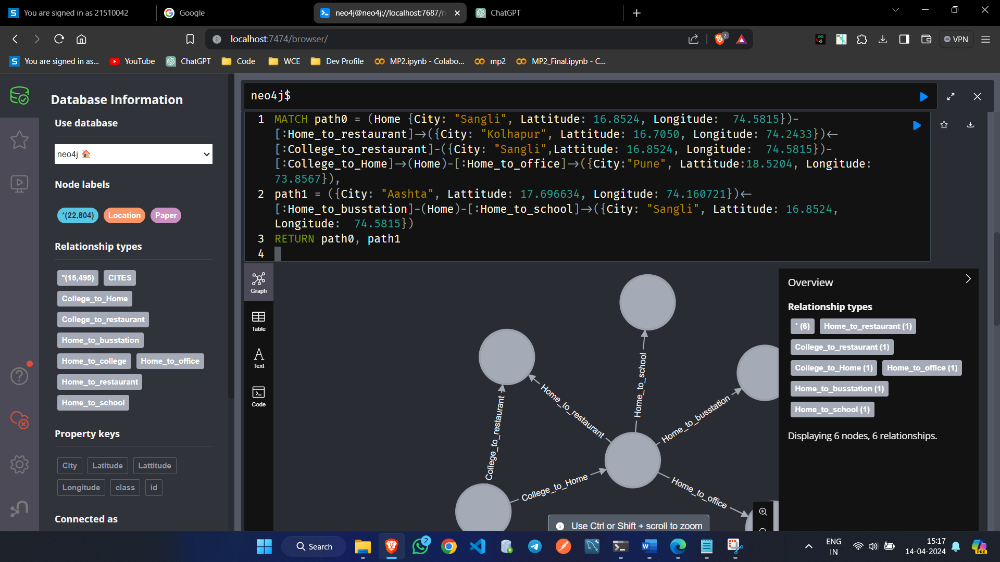 You are signed in as 21510042
Google
neo4j@neo4j://localhost:7687/n
ChatGPT
localhost:7474/browser/
2
VPN
You are signed in as...
YouTube
ChatGPT
Code
WCE
Dev Profile
MP2.ipynb - Colabo...
mp2
MP2_Final.ipynb - C...
Database Information
Use database
neo4j
Node labels
*(22,804)
Location
Paper
Relationship types
*(15,495)
CITES
College_to_Home
College_to_restaurant
Home_to_busstation
Home_to_college
Home_to_office
Home_to_restaurant
Home_to_school
Property keys
City
Latitude
Lattitude
Longitude
class
id
Connected as
neo4j$
1 MATCH path0 = (Home {City: "Sangli", Lattitude: 16.8524, Longitude:  74.5815})-
[:Home_to_restaurant]->({City: "Kolhapur", Lattitude: 16.7050, Longitude: 74.2433})<-
[:College_to_restaurant]-({City: "Sangli",Lattitude: 16.8524, Longitude:  74.5815})-
[:College_to_Home]->(Home)-[:Home_to_office]->({City:"Pune", Lattitude:18.5204, Longitude:
73.8567}),
2 path1 = ({City: "Aashta", Lattitude: 17.696634, Longitude: 74.160721})<-
[:Home_to_busstation]-(Home)-[:Home_to_school]->({City: "Sangli", Lattitude: 16.8524,
Longitude:  74.5815})
3 RETURN path0, path1
4
Graph
Table
Text
Code
College_to_restaurant
Home_to_restaurant
Home_to_school
Home_to_busstation
College_to_Home
Home_to_office
Use Ctrl or Shift + scroll to zoom
Overview
Relationship types
* (6)
Home_to_restaurant (1)
College_to_restaurant (1)
College_to_Home (1)
Home_to_office (1)
Home_to_busstation (1)
Home_to_school (1)
Displaying 6 nodes, 6 relationships.
Search
2
ENG
IN
15:17
14-04-2024
PRE